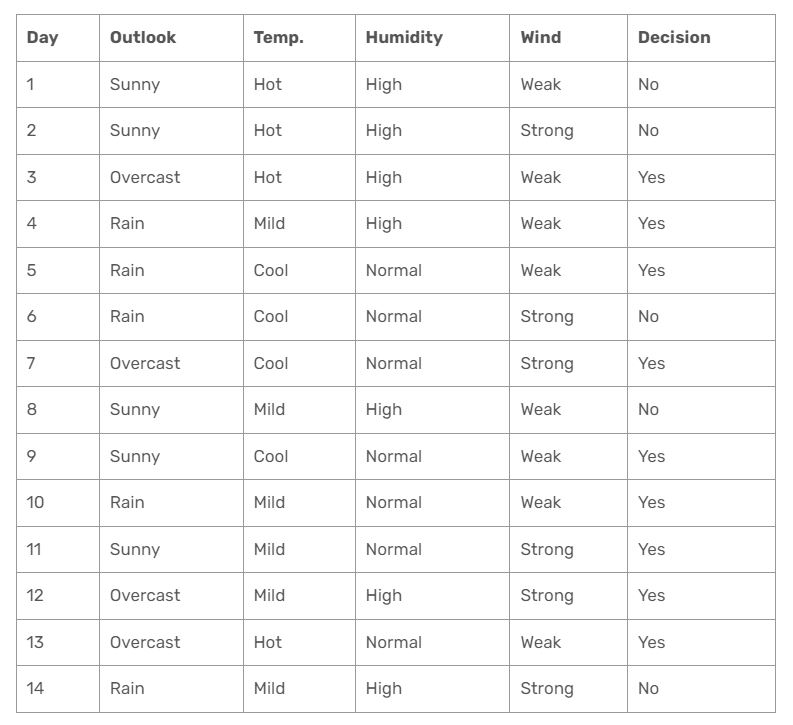 Day Outlook Temp. Humidity Wind Decision
1 Sunny Hot High Weak No
2 Sunny Hot High Strong No
3 Overcast Hot High Weak Yes
4 Rain Mild High Weak Yes
5 Rain Cool Normal Weak Yes
6 Rain Cool Normal Strong No
7 Overcast Cool Normal Strong Yes
8 Sunny Mild High Weak No
9 Sunny Cool Normal Weak Yes
10 Rain Mild Normal Weak Yes
11 Sunny Mild Normal Strong Yes
12 Overcast Mild High Strong Yes
13 Overcast Hot Normal Weak Yes
14 Rain Mild High Strong No